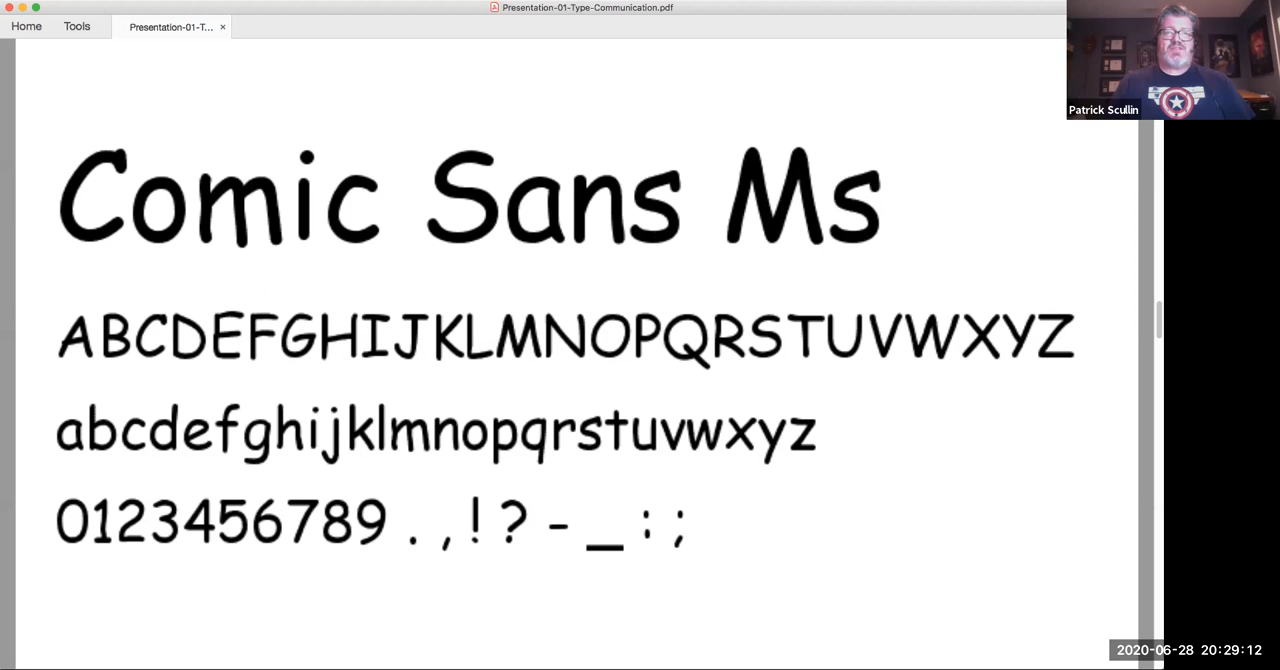 Presentation-01-Type-Communication.pdf
Home Tools Presentation-01-T... ×
Patrick Scullin
Comic Sans Ms
ABCDEFGHIJKLMNOPQRSTUVWXYZ
abcdefghijklmnopqrstuvwxyz
0123456789 . , ! ? - _ : ;
2020-06-28 20:29:12